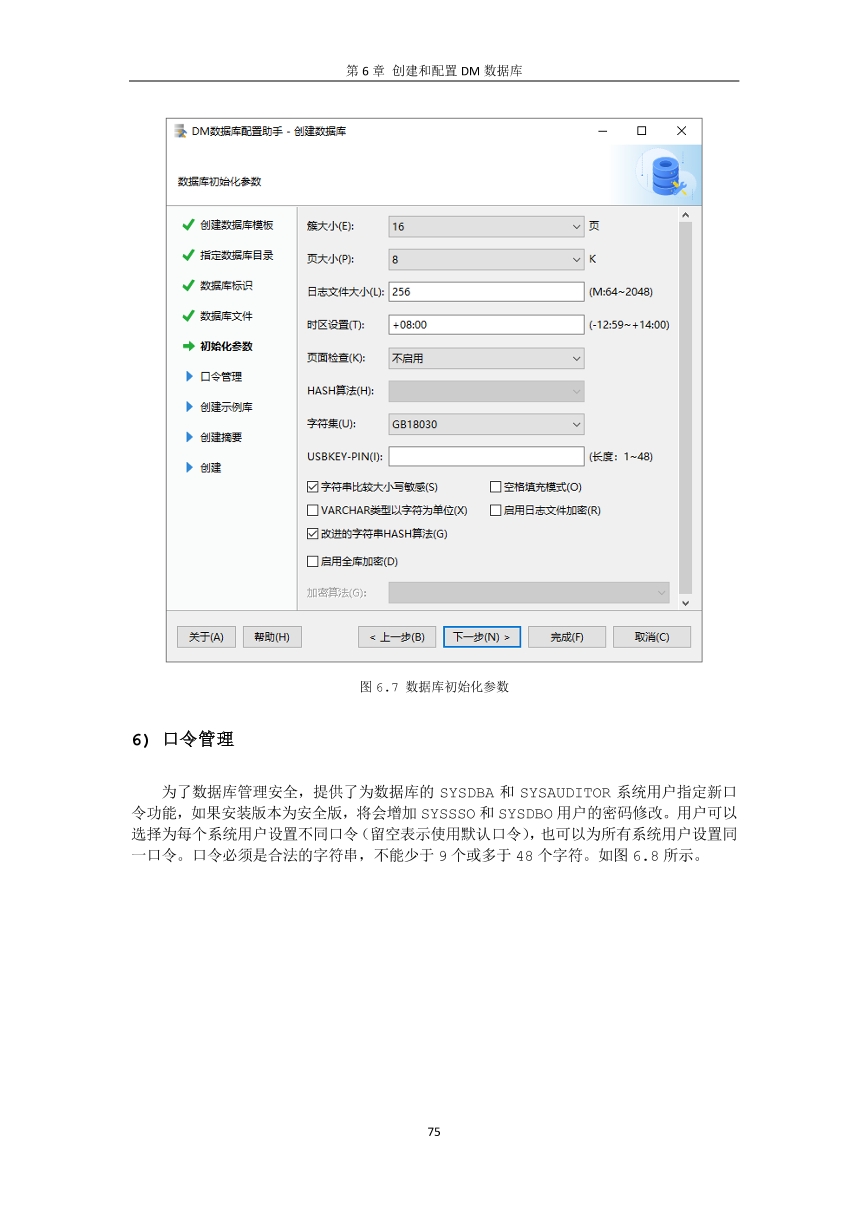 第 6 章 创建和配置 DM 数据库
DM数据库配置助手 - 创建数据库
数据库初始化参数
创建数据库模板
指定数据库目录
数据库标识
数据库文件
初始化参数
口令管理
创建示例库
创建摘要
创建
簇大小(E): 16 页
页大小(P): 8 K
日志文件大小(L): 256 (M:64~2048)
时区设置(T): +08:00 (-12:59~+14:00)
页面检查(K): 不启用
HASH算法(H):
字符集(U): GB18030
USBKEY-PIN(I): (长度：1~48)
字符串比较大小写敏感(S) 空格填充模式(O)
VARCHAR类型以字符为单位(X) 启用日志文件加密(R)
改进的字符串HASH算法(G)
启用全库加密(D)
加密算法(G):
关于(A) 帮助(H) < 上一步(B) 下一步(N) > 完成(F) 取消(C)
图 6.7 数据库初始化参数
6) 口令管理
为了数据库管理安全，提供了为数据库的 SYSDBA 和 SYSAUDITOR 系统用户指定新口
令功能，如果安装版本为安全版，将会增加 SYSSSO 和 SYSDBO 用户的密码修改。用户可以
选择为每个系统用户设置不同口令（留空表示使用默认口令），也可以为所有系统用户设置同
一口令。口令必须是合法的字符串，不能少于 9 个或多于 48 个字符。如图 6.8 所示。
75